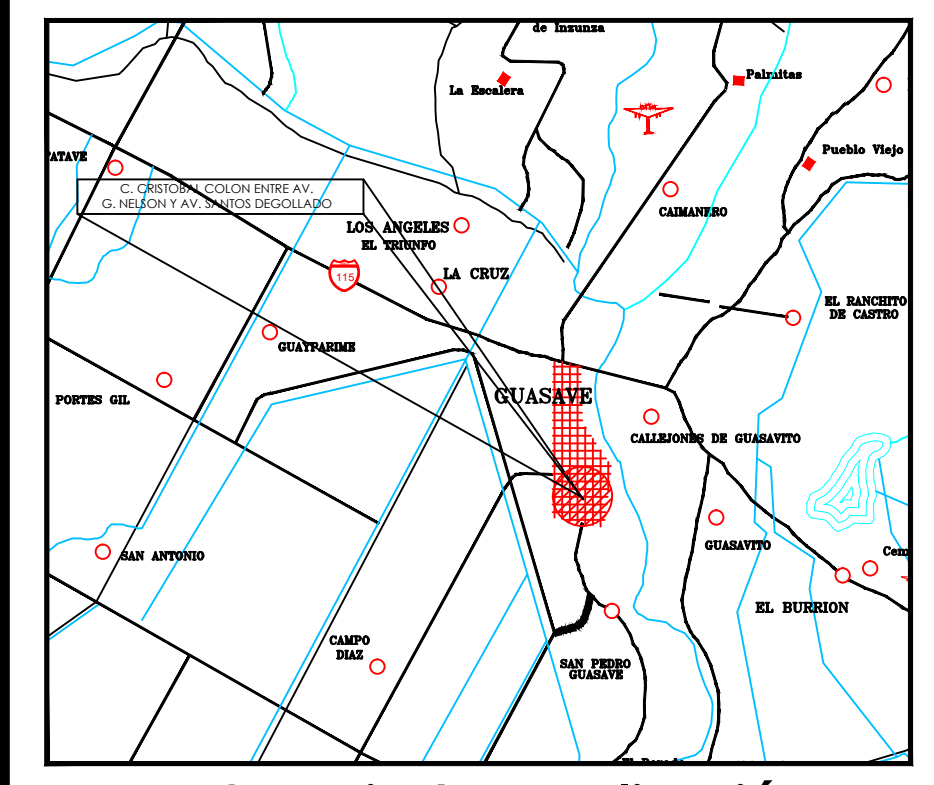 de Inzunza
La Escalera
Palmitas
Pueblo Viejo
C. CRISTOBAL COLON ENTRE AV.
G. NELSON Y AV. SANTOS DEGOLLADO
CAIMANERO
LOS ANGELES
EL TRIUNFO
LA CRUZ
115
EL RANCHITO
DE CASTRO
GUAYPARIME
PORTES GIL
GUASAVE
CALLEJONES DE GUASAVITO
GUASAVITO
SAN ANTONIO
EL BURRION
CAMPO
DIAZ
SAN PEDRO
GUASAVE